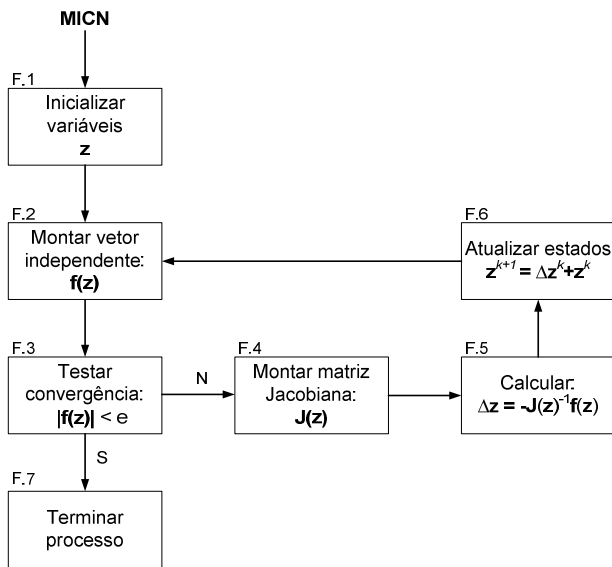 MICN
F.1
Inicializar
variáveis
z
F.2
Montar vetor
independente:
f(z)
F.6
Atualizar estados
z^{k+1} = Δz^k+z^k
F.3
Testar
convergência:
|f(z)| < e
N
F.4
Montar matriz
Jacobiana:
J(z)
F.5
Calcular:
Δz = -J(z)^{-1}f(z)
S
F.7
Terminar
processo